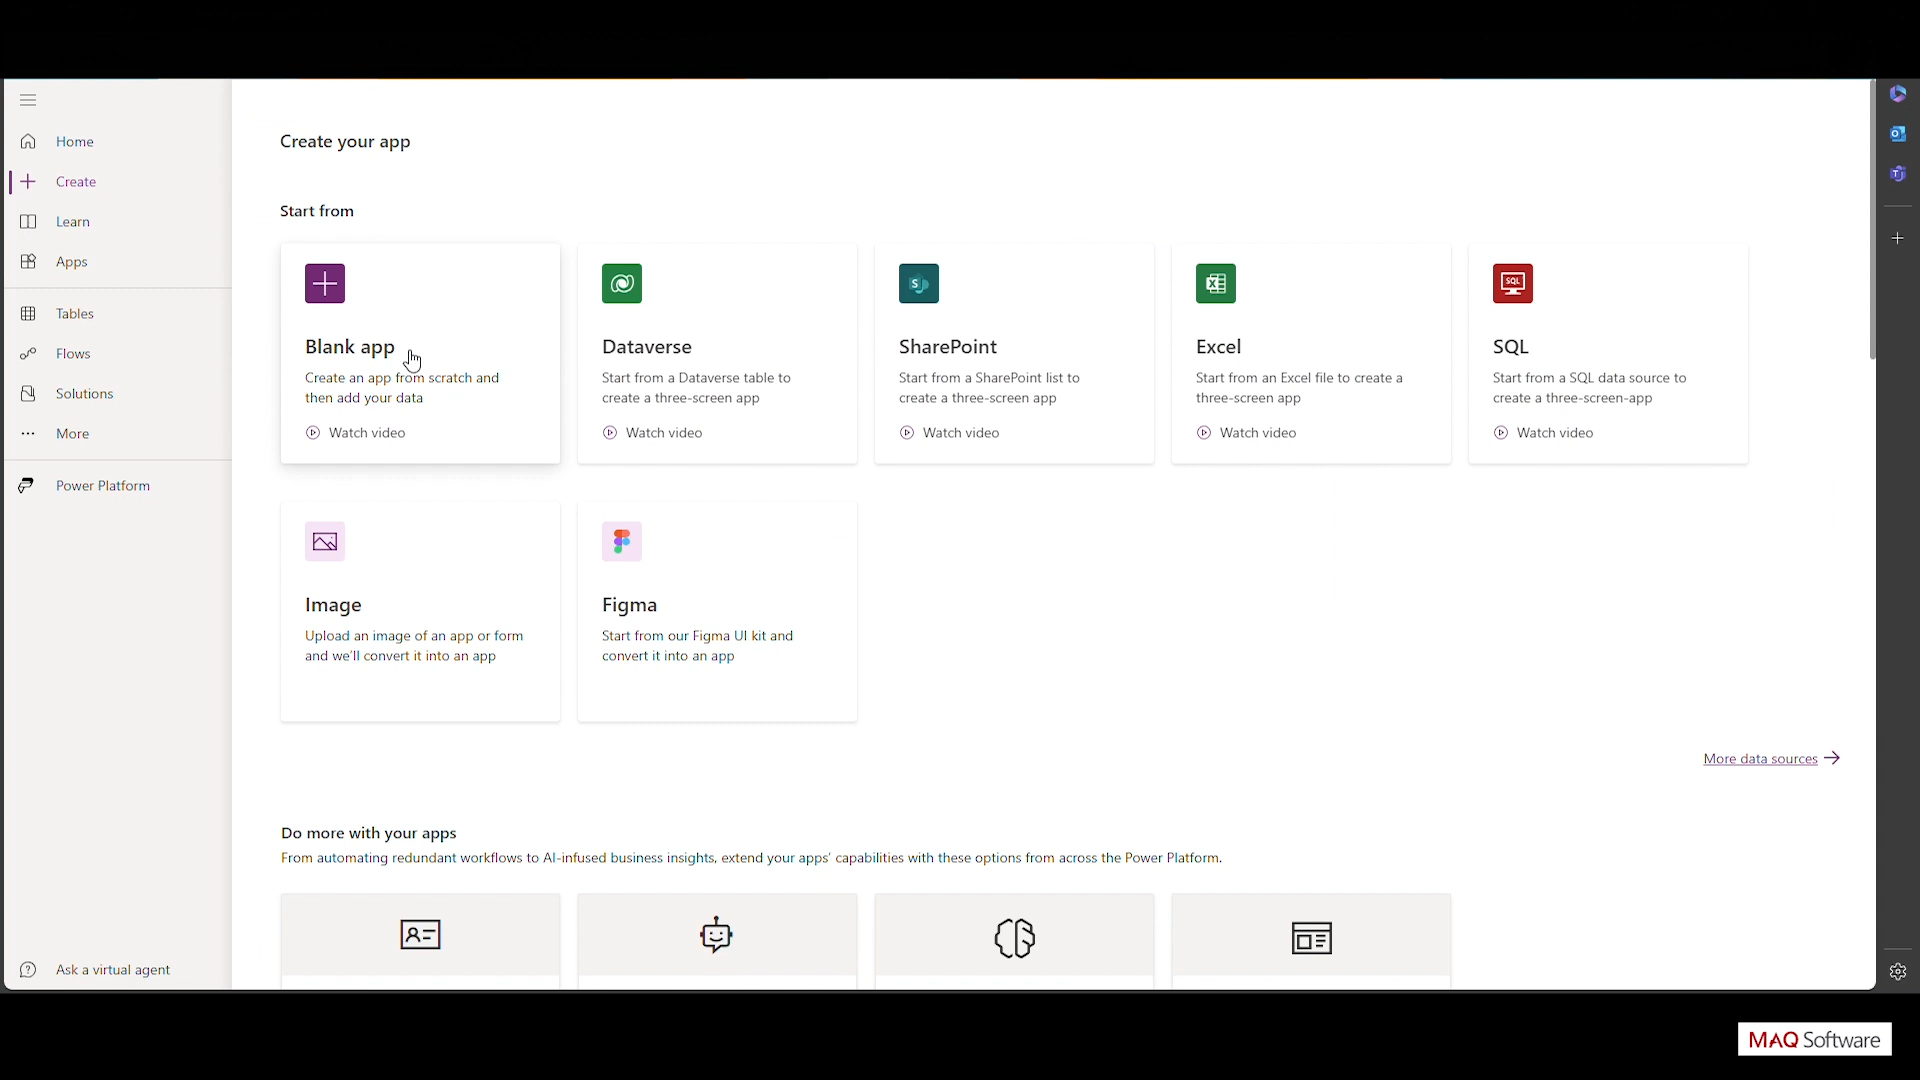 Home
Create
Learn
Apps
Tables
Flows
Solutions
More
Power Platform
Ask a virtual agent
Create your app
Start from
Blank app
Create an app from scratch and
then add your data
Watch video
Dataverse
Start from a Dataverse table to
create a three-screen app
Watch video
SharePoint
Start from a SharePoint list to
create a three-screen app
Watch video
Excel
Start from an Excel file to create a
three-screen app
Watch video
SQL
Start from a SQL data source to
create a three-screen-app
Watch video
Image
Upload an image of an app or form
and we'll convert it into an app
Figma
Start from our Figma UI kit and
convert it into an app
More data sources
Do more with your apps
From automating redundant workflows to AI-infused business insights, extend your apps' capabilities with these options from across the Power Platform.
MAQ Software